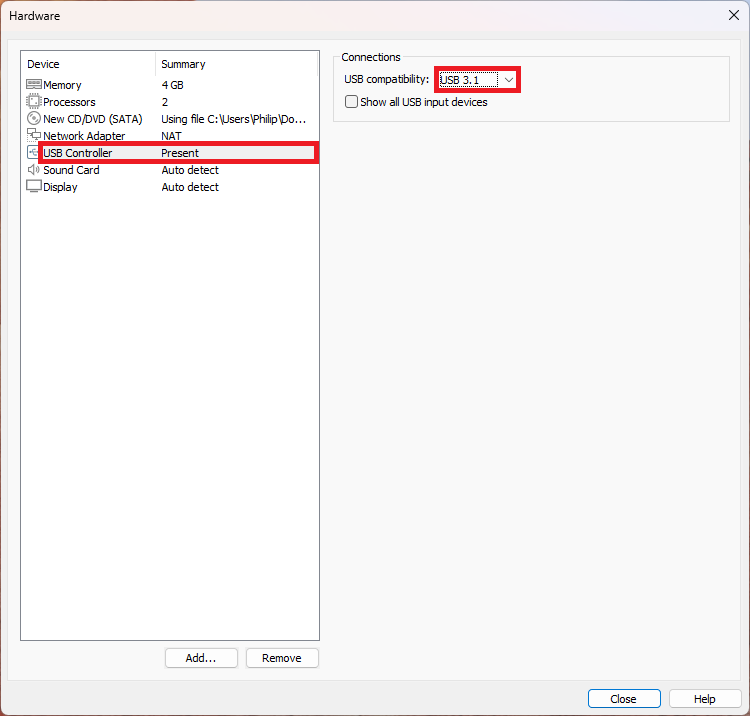 Hardware
Device Summary
Memory 4 GB
Processors 2
New CD/DVD (SATA) Using file C:\Users\Philip\Do...
Network Adapter NAT
USB Controller Present
Sound Card Auto detect
Display Auto detect
Connections
USB compatibility: USB 3.1
Show all USB input devices
Add... Remove
Close Help